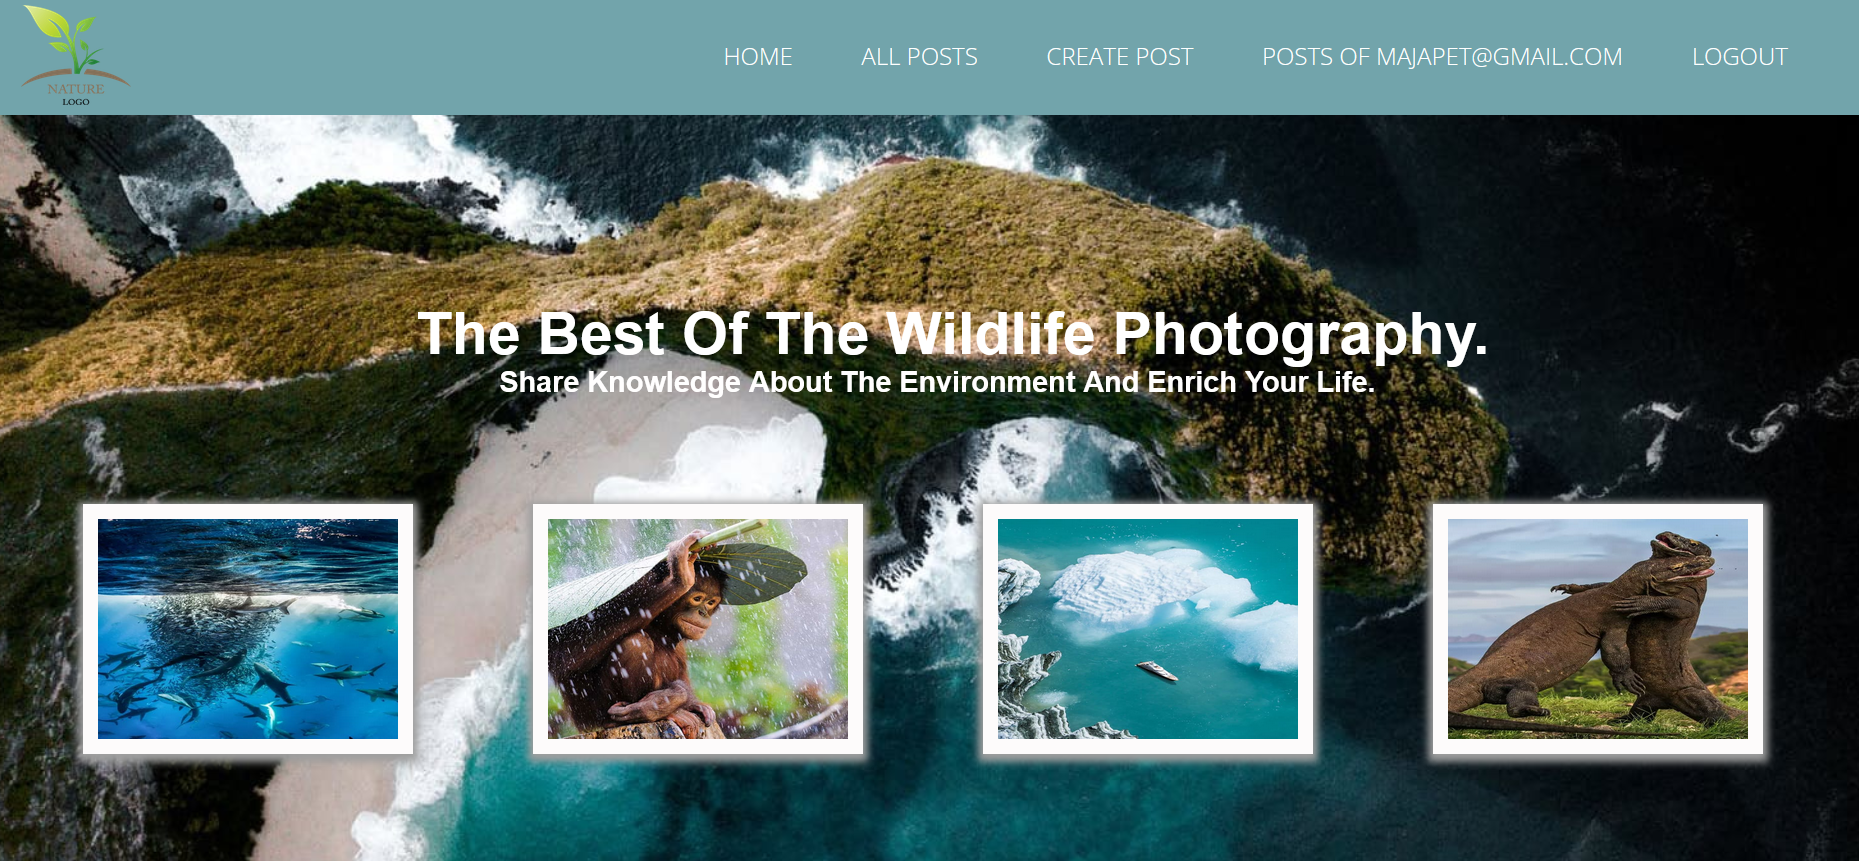 NATURE
LOGO
HOME
ALL POSTS
CREATE POST
POSTS OF MAJAPET@GMAIL.COM
LOGOUT
The Best Of The Wildlife Photography.
Share Knowledge About The Environment And Enrich Your Life.